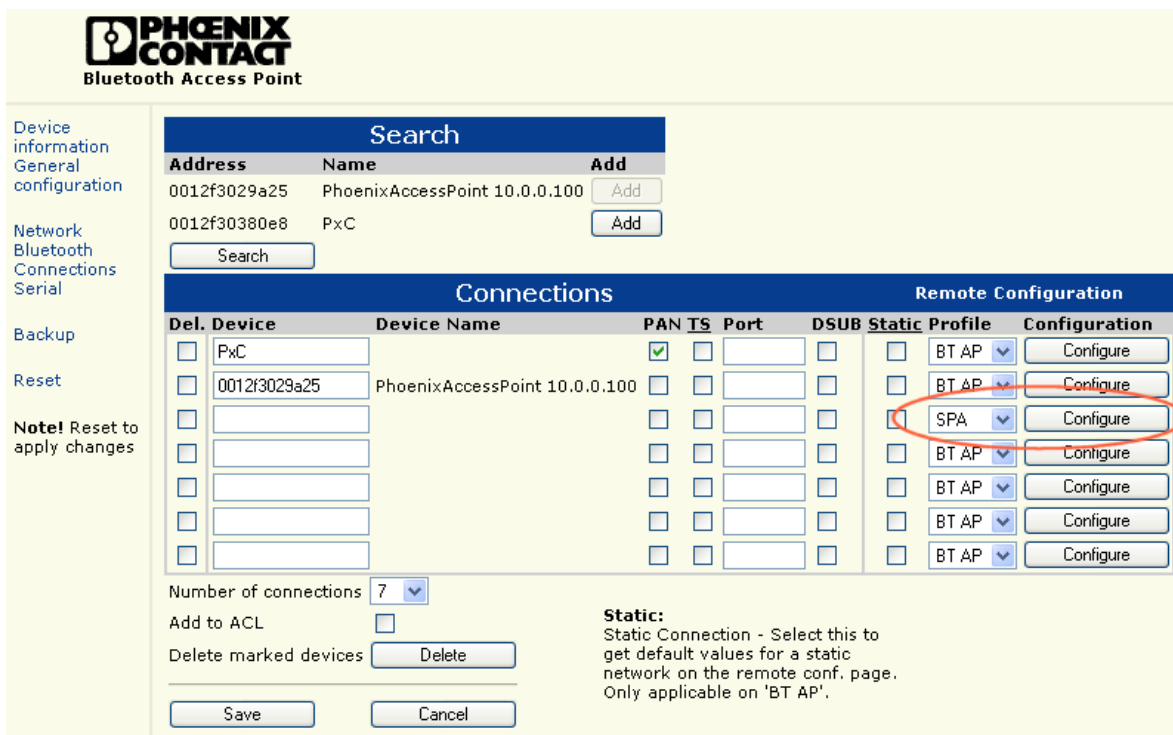 PHŒNIX
CONTACT
Bluetooth Access Point
Device
information
General
configuration
Network
Bluetooth
Connections
Serial
Backup
Reset
Note! Reset to
apply changes
Search
Address Name Add
0012f3029a25 PhoenixAccessPoint 10.0.0.100 Add
0012f30380e8 PxC Add
Search
Connections Remote Configuration
Del. Device Device Name PAN TS Port DSUB Static Profile Configuration
PxC BT AP Configure
0012f3029a25 PhoenixAccessPoint 10.0.0.100 BT AP Configure
SPA Configure
BT AP Configure
BT AP Configure
BT AP Configure
BT AP Configure
Number of connections 7
Add to ACL
Delete marked devices Delete
Save Cancel
Static:
Static Connection - Select this to
get default values for a static
network on the remote conf. page.
Only applicable on 'BT AP'.